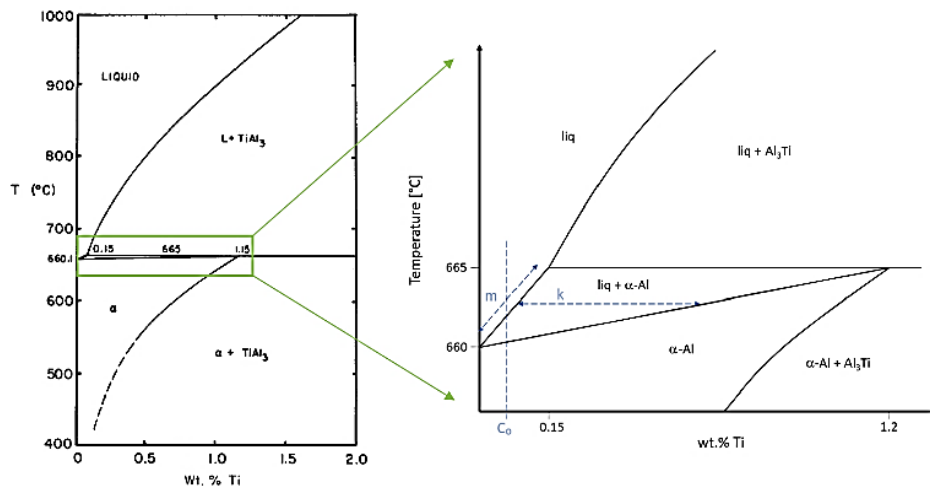 1000
900
800
700
660.1
600
500
400
T (°C)
LIQUID
L + TiAl₃
0.15 665 1.15
α
α + TiAl₃
0 0.5 1.0 1.5 2.0
Wt. % Ti
Temperature [°C]
liq
liq + Al₃Ti
665
m
k
liq + α-Al
660
α-Al
α-Al + Al₃Ti
C₀
0.15
1.2
wt.% Ti